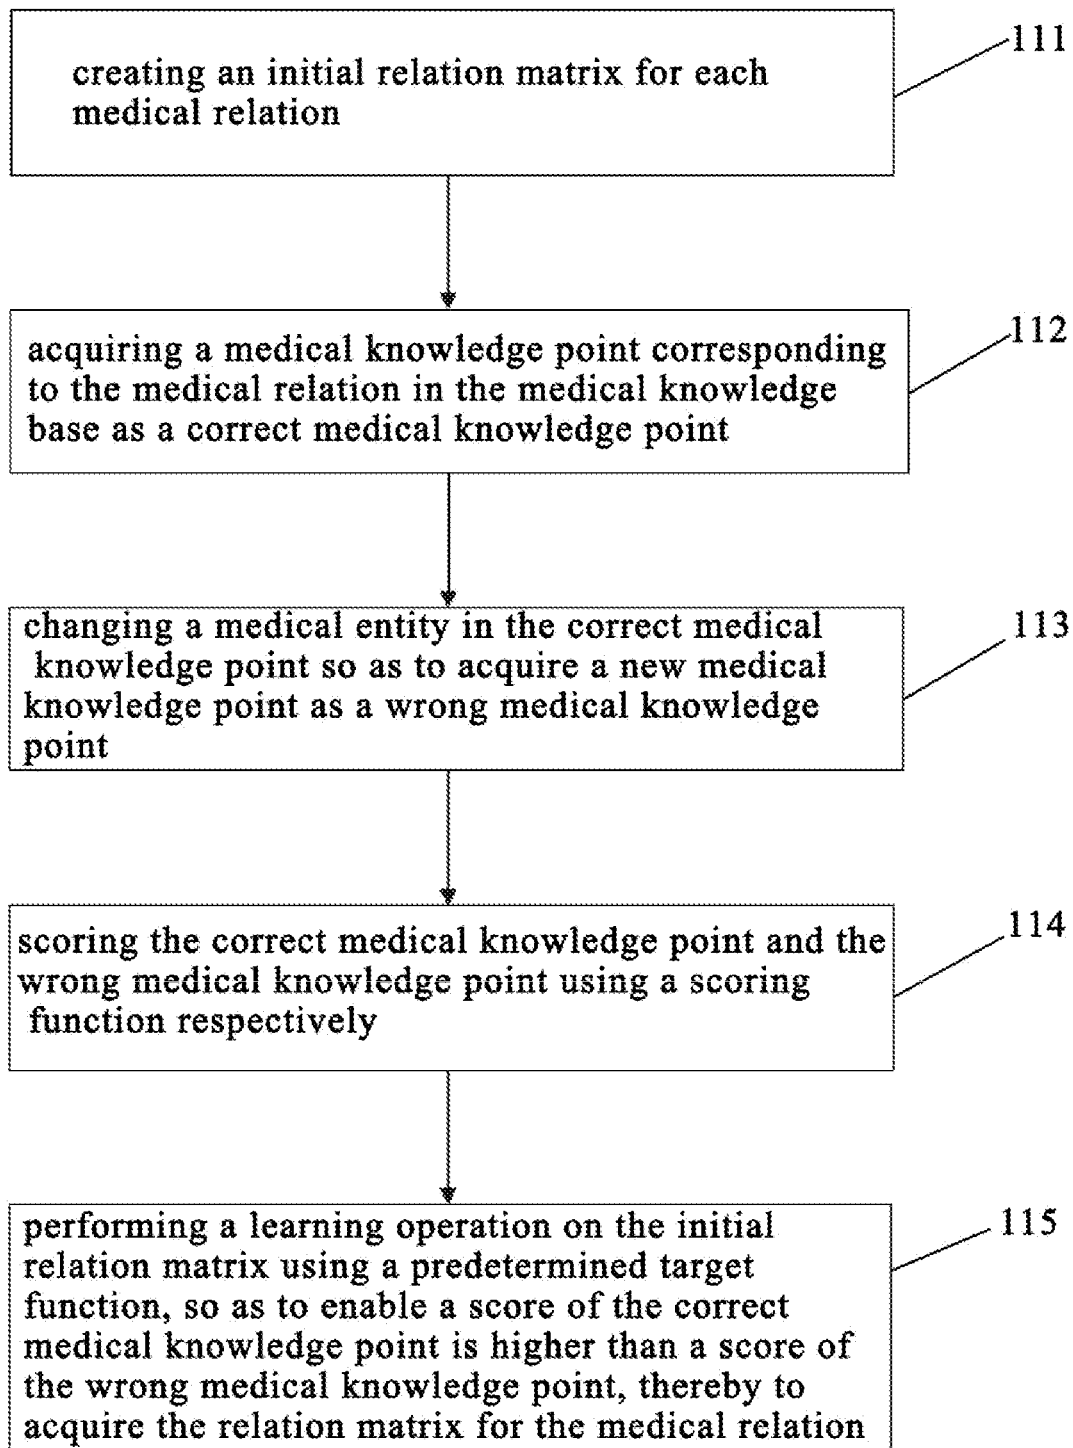 creating an initial relation matrix for each
medical relation
111
acquiring a medical knowledge point corresponding
to the medical relation in the medical knowledge
base as a correct medical knowledge point
112
changing a medical entity in the correct medical
knowledge point so as to acquire a new medical
knowledge point as a wrong medical knowledge
point
113
scoring the correct medical knowledge point and the
wrong medical knowledge point using a scoring
function respectively
114
performing a learning operation on the initial
relation matrix using a predetermined target
function, so as to enable a score of the correct
medical knowledge point is higher than a score of
the wrong medical knowledge point, thereby to
acquire the relation matrix for the medical relation
115